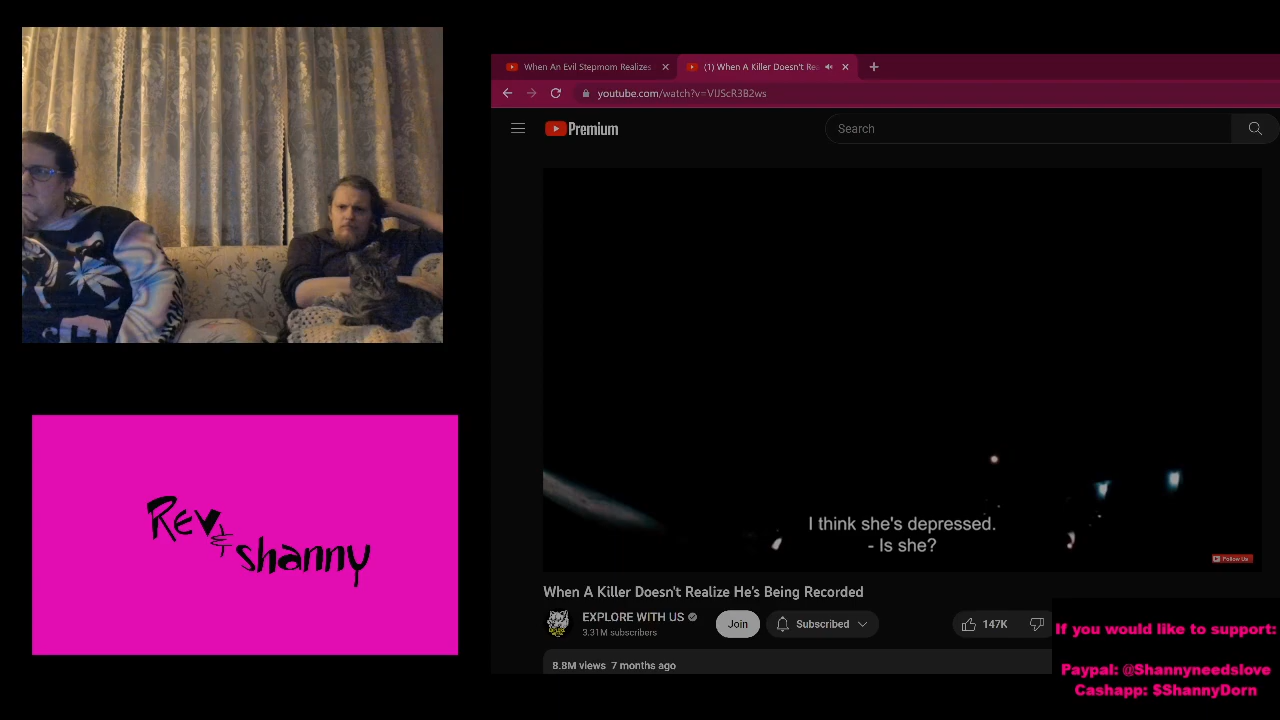 When An Evil Stepmom Realizes
(1) When A Killer Doesn't Re
youtube.com/watch?v=VIJScR3B2ws
Premium
Search
I think she's depressed.
- Is she?
Follow Us
When A Killer Doesn't Realize He's Being Recorded
EXPLORE WITH US
3.31M subscribers
Join
Subscribed
147K
8.8M views 7 months ago
Rev
&
Shanny
If you would like to support:
Paypal: @Shannyneedslove
Cashapp: $ShannyDorn